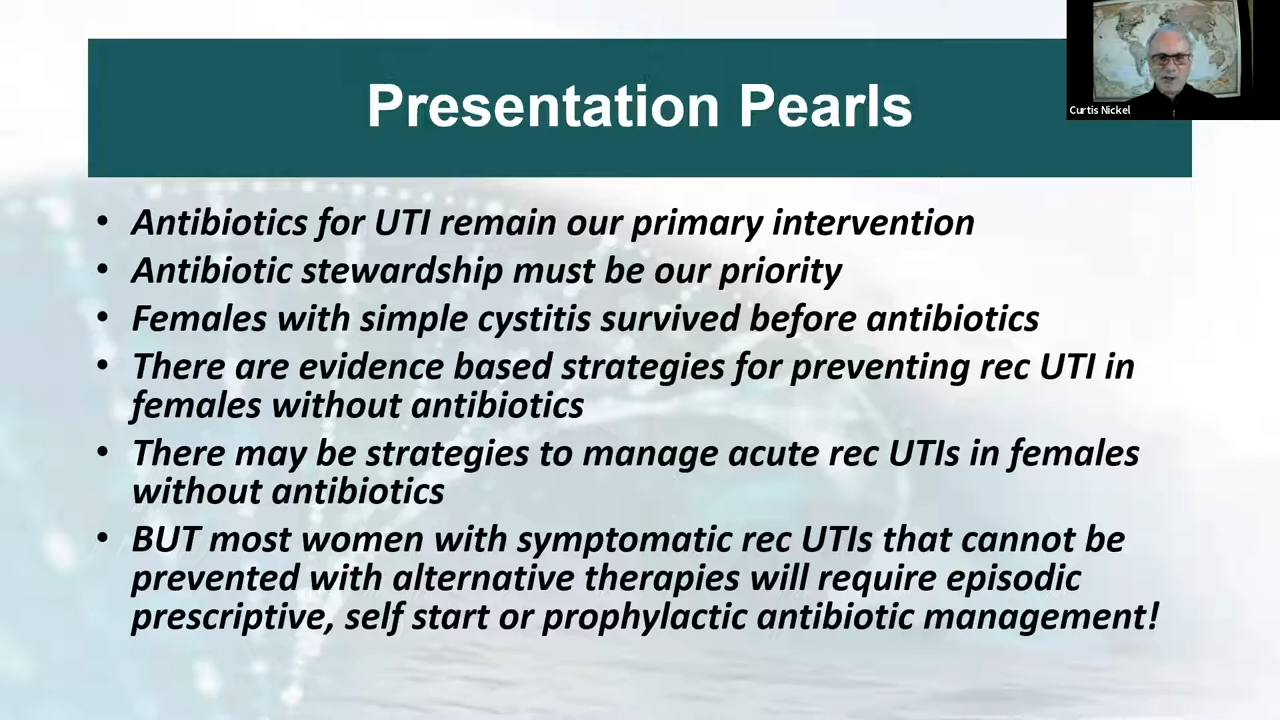 Presentation Pearls
Curtis Nickel
• Antibiotics for UTI remain our primary intervention
• Antibiotic stewardship must be our priority
• Females with simple cystitis survived before antibiotics
• There are evidence based strategies for preventing rec UTI in
females without antibiotics
• There may be strategies to manage acute rec UTIs in females
without antibiotics
• BUT most women with symptomatic rec UTIs that cannot be
prevented with alternative therapies will require episodic
prescriptive, self start or prophylactic antibiotic management!